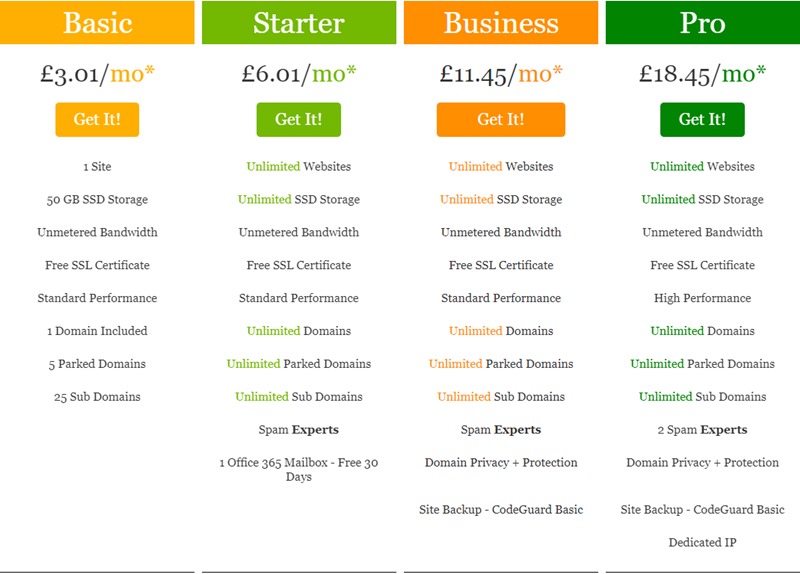 Basic
£3.01/mo*
Get It!
1 Site
50 GB SSD Storage
Unmetered Bandwidth
Free SSL Certificate
Standard Performance
1 Domain Included
5 Parked Domains
25 Sub Domains
Starter
£6.01/mo*
Get It!
Unlimited Websites
Unlimited SSD Storage
Unmetered Bandwidth
Free SSL Certificate
Standard Performance
Unlimited Domains
Unlimited Parked Domains
Unlimited Sub Domains
Spam Experts
1 Office 365 Mailbox - Free 30
Days
Business
£11.45/mo*
Get It!
Unlimited Websites
Unlimited SSD Storage
Unmetered Bandwidth
Free SSL Certificate
Standard Performance
Unlimited Domains
Unlimited Parked Domains
Unlimited Sub Domains
Spam Experts
Domain Privacy + Protection
Site Backup - CodeGuard Basic
Pro
£18.45/mo*
Get It!
Unlimited Websites
Unlimited SSD Storage
Unmetered Bandwidth
Free SSL Certificate
High Performance
Unlimited Domains
Unlimited Parked Domains
Unlimited Sub Domains
2 Spam Experts
Domain Privacy + Protection
Site Backup - CodeGuard Basic
Dedicated IP